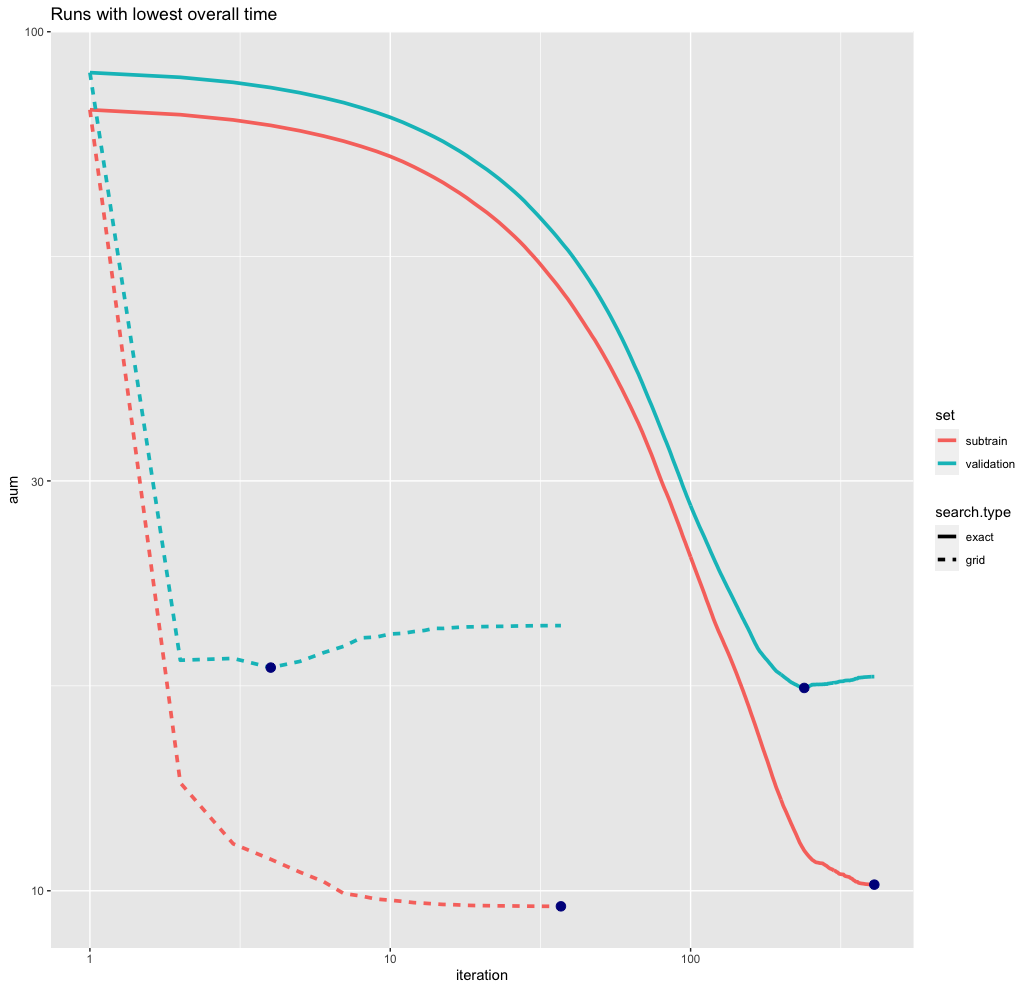 Runs with lowest overall time
100
30
10
aum
1
10
100
iteration
set
subtrain
validation
search.type
exact
grid